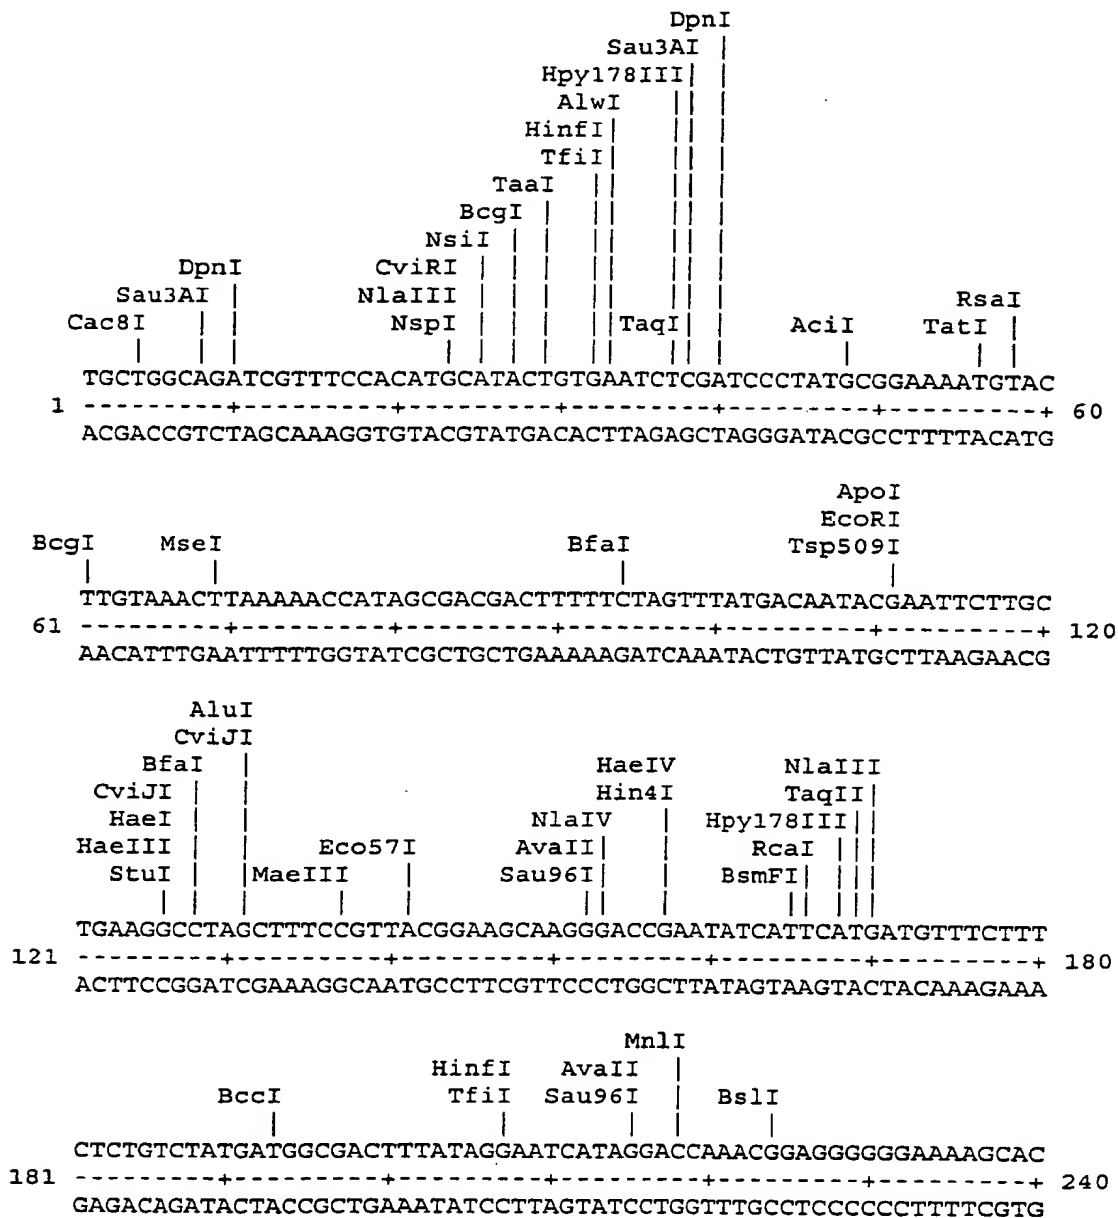 DpnI
Sau3AI
Hpy178III
AlwI
HinfI
TfiI
TaaI
BcgI
NsiI
DpnI CviRI
Sau3AI NlaIII RsaI
Cac8I NspI TaqI AciI TatI
TGCTGGCAGATCGTTTCCACATGCATACTGTGAATCTCGATCCCTATGCGGAAAATGTAC
1 ---------+---------+---------+---------+---------+---------+ 60
ACGACCGTCTAGCAAAGGTGTACGTATGACACTTAGAGCTAGGGATACGCCTTTTACATG
ApoI
EcoRI
BcgI MseI BfaI Tsp509I
TTGTAAACTTAAAAACCATAGCGACGACTTTTTCTAGTTTATGACAATACGAATTCTTGC
61 ---------+---------+---------+---------+---------+---------+ 120
AACATTTGAATTTTTGGTATCGCTGCTGAAAAAGATCAAATACTGTTATGCTTAAGAACG
AluI
CviJI
BfaI HaeIV NlaIII
CviJI Hin4I TaqII
HaeI NlaIV Hpy178III
HaeIII Eco57I AvaII RcaI
StuI MaeIII Sau96I BsmFI
TGAAGGCCTAGCTTTCCGTTACGGAAGCAAGGGACCGAATATCATTCATGATGTTTCTTT
121 ---------+---------+---------+---------+---------+---------+ 180
ACTTCCGGATCGAAAGGCAATGCCTTCGTTCCCTGGCTTATAGTAAGTACTACAAAGAAA
MnlI
HinfI AvaII
BccI TfiI Sau96I BslI
CTCTGTCTATGATGGCGACTTTATAGGAATCATAGGACCAAACGGAGGGGGGAAAAGCAC
181 ---------+---------+---------+---------+---------+---------+ 240
GAGACAGATACTACCGCTGAAATATCCTTAGTATCCTGGTTTGCCTCCCCCCTTTTCGTG